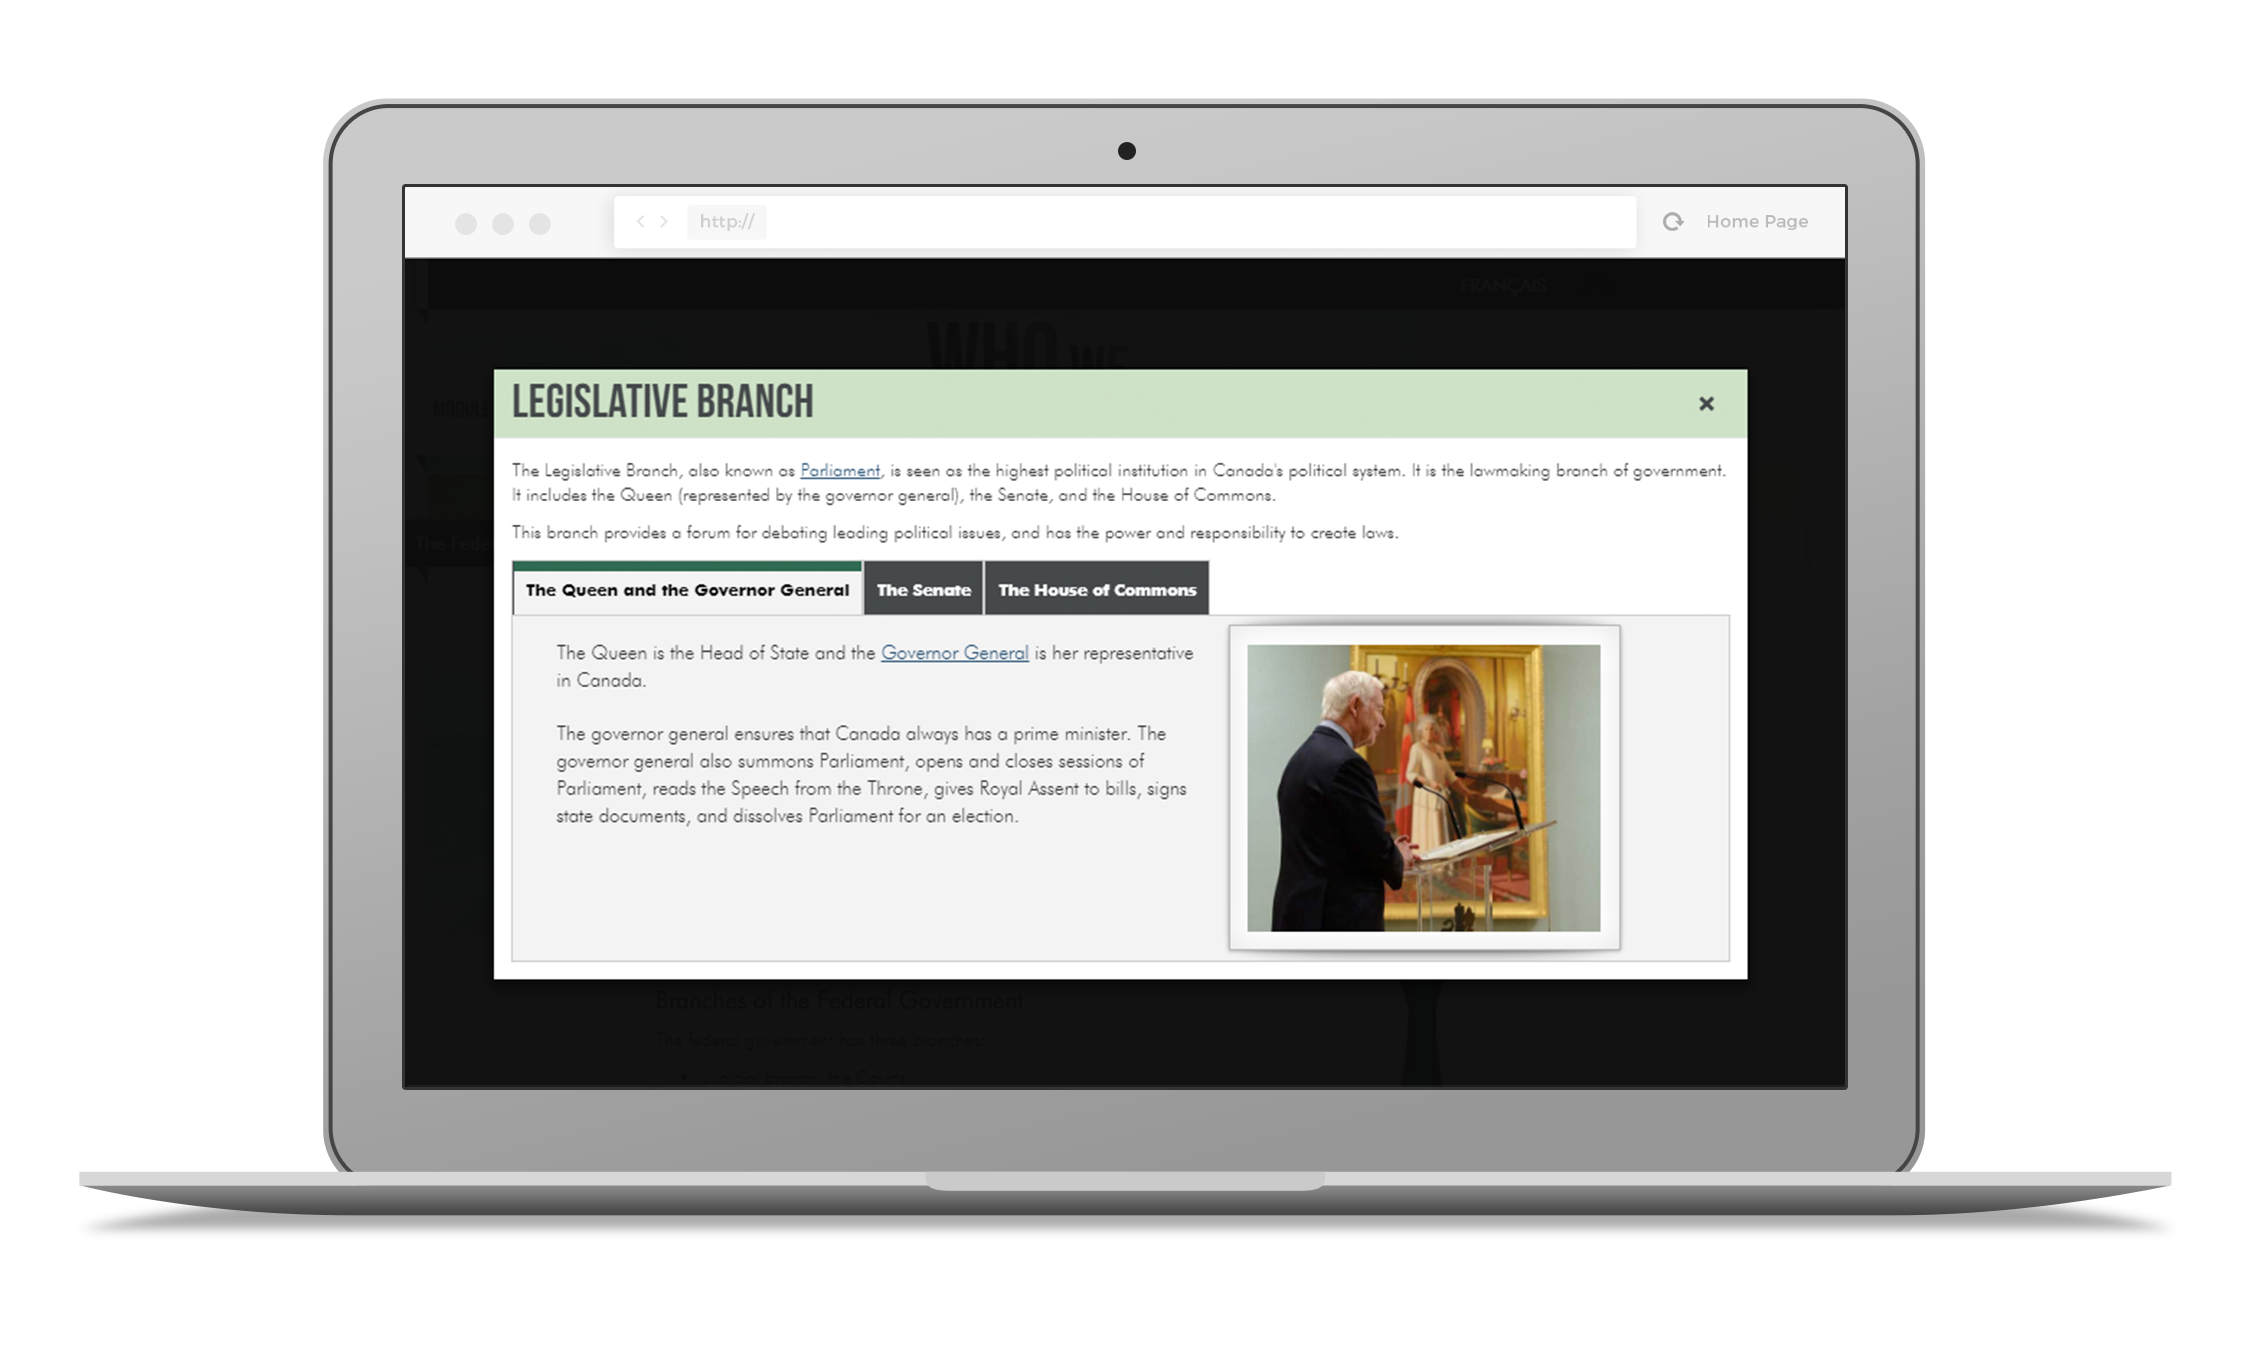 http://
Home Page
FRANÇAIS
WHO WE
MODULE
LEGISLATIVE BRANCH
The Legislative Branch, also known as Parliament, is seen as the highest political institution in Canada's political system. It is the lawmaking branch of government.
It includes the Queen (represented by the governor general), the Senate, and the House of Commons.
This branch provides a forum for debating leading political issues, and has the power and responsibility to create laws.
The Fede
The Queen and the Governor General
The Senate
The House of Commons
The Queen is the Head of State and the Governor General is her representative
in Canada.
The governor general ensures that Canada always has a prime minister. The
governor general also summons Parliament, opens and closes sessions of
Parliament, reads the Speech from the Throne, gives Royal Assent to bills, signs
state documents, and dissolves Parliament for an election.
Branches of the Federal Government
The federal government has three branches: